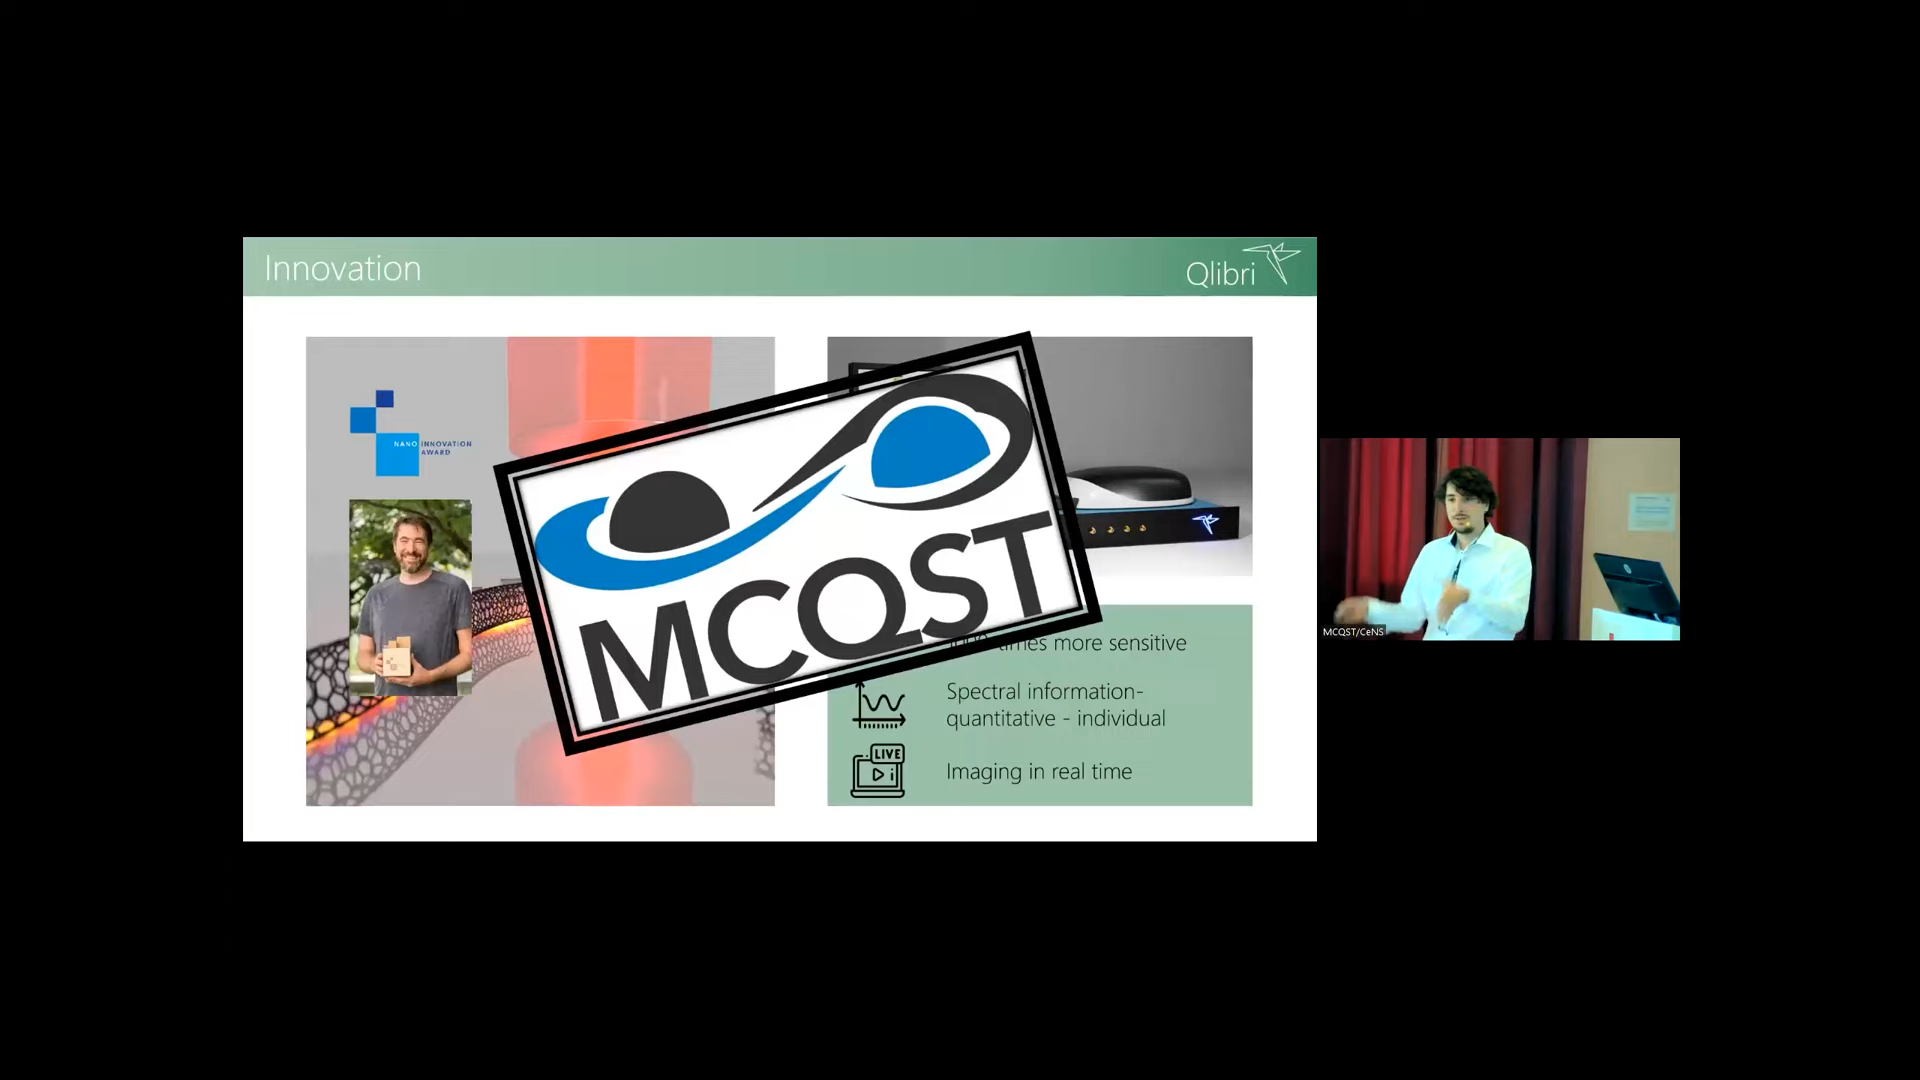 Innovation
Qlibri
NANO INNOVATION
AWARD
MCQST
times more sensitive
Spectral information-
quantitative - individual
LIVE
Imaging in real time
MCQST/CeNS